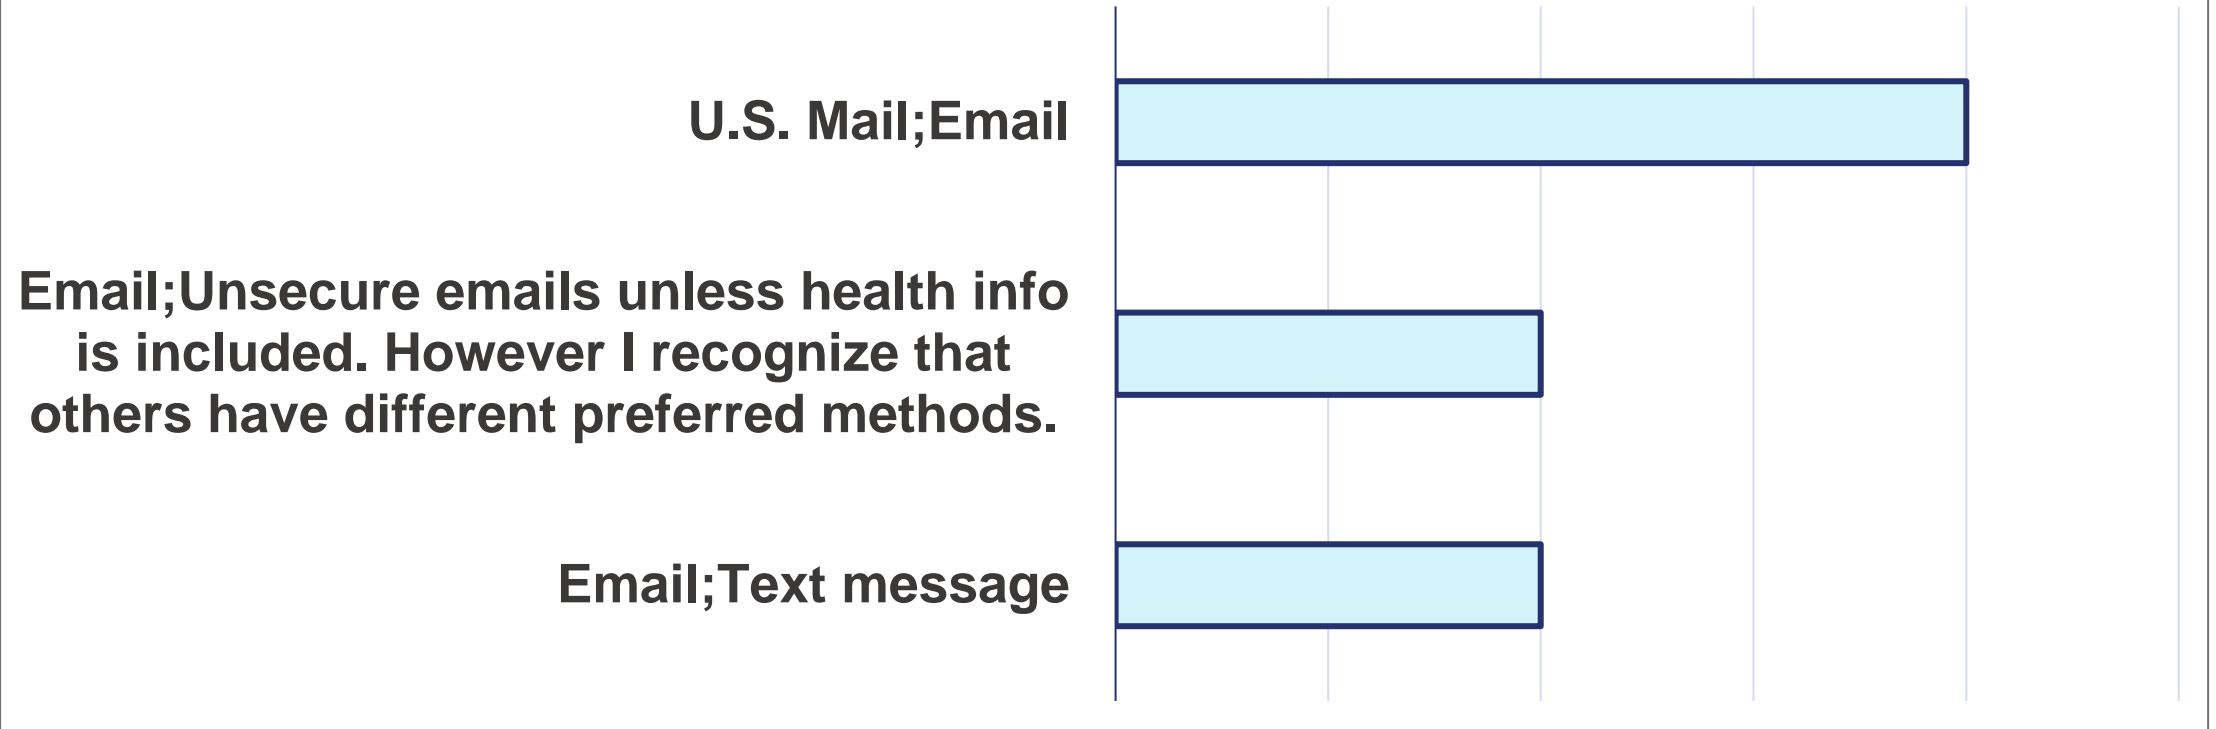 U.S. Mail;Email
Email;Unsecure emails unless health info
is included. However I recognize that
others have different preferred methods.
Email;Text message